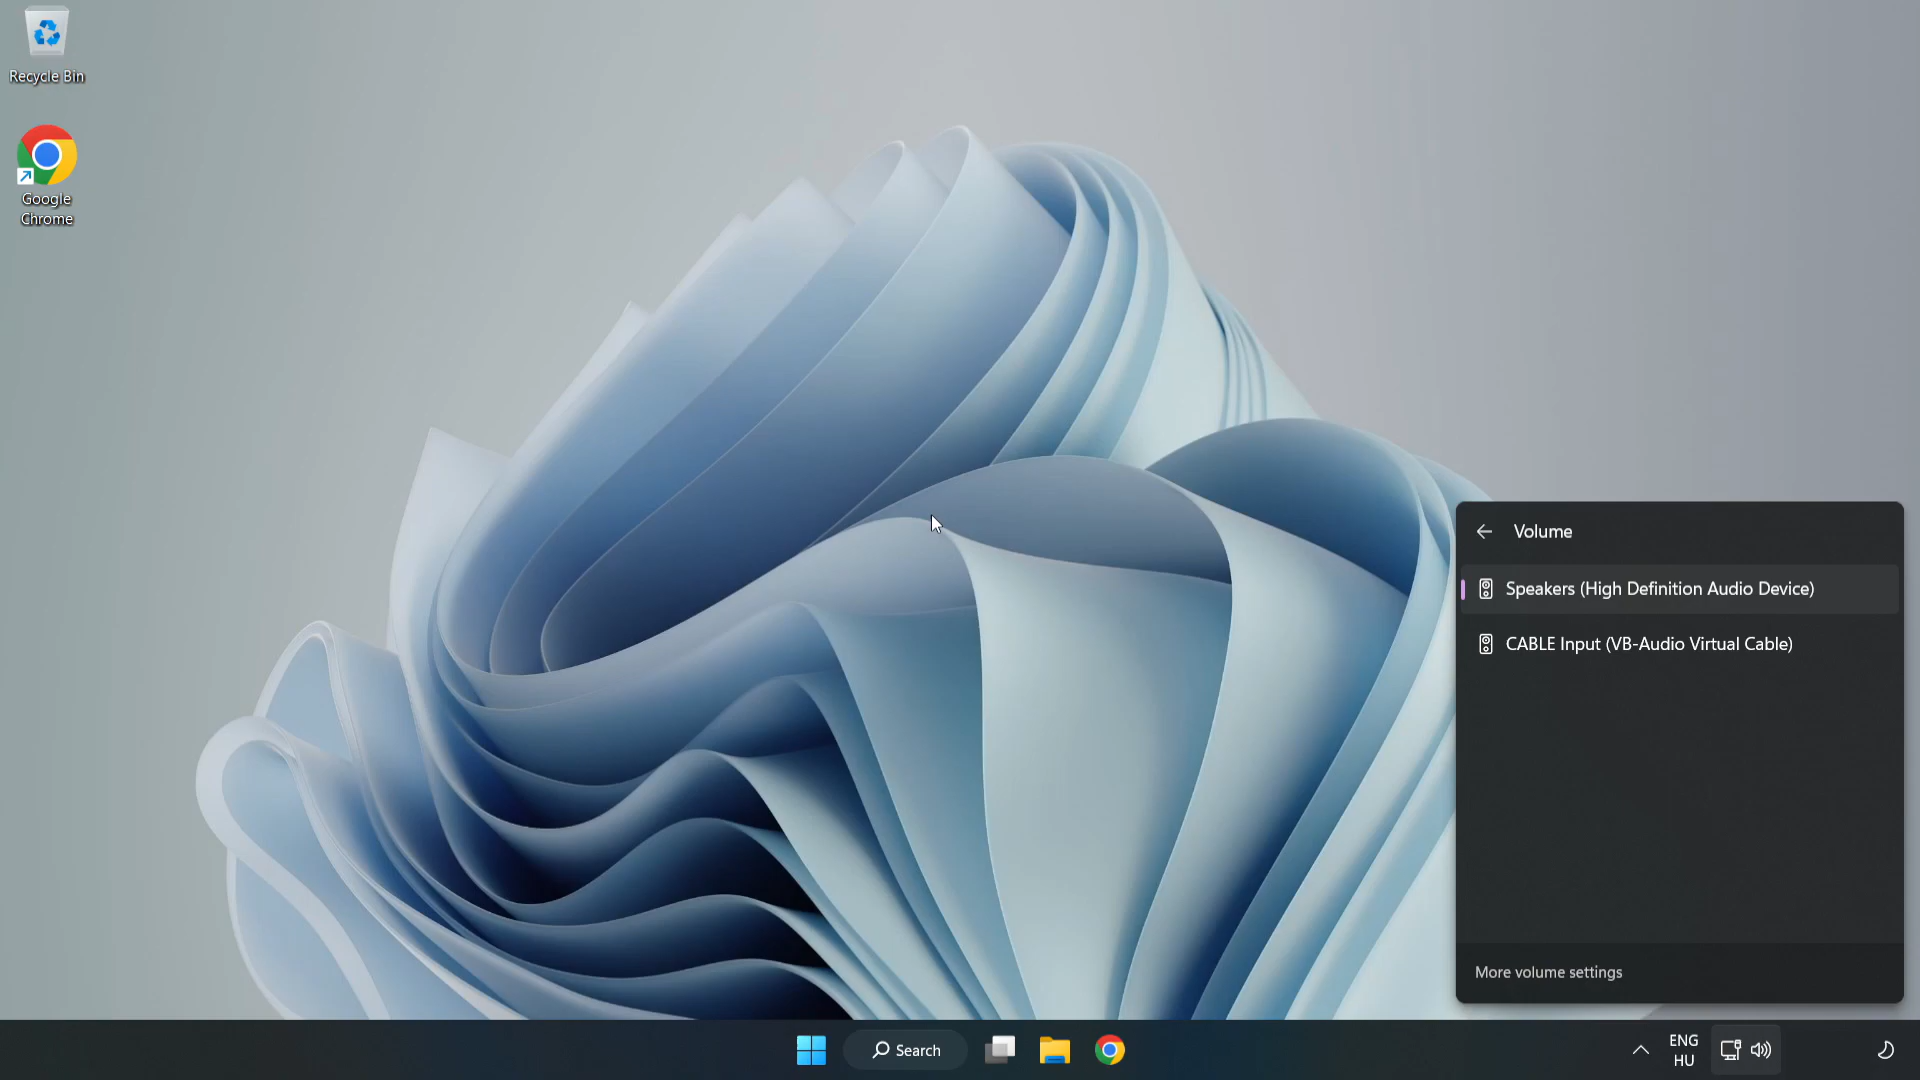 Recycle Bin
Google
Chrome
Volume
Speakers (High Definition Audio Device)
CABLE Input (VB-Audio Virtual Cable)
More volume settings
Search
ENG
HU